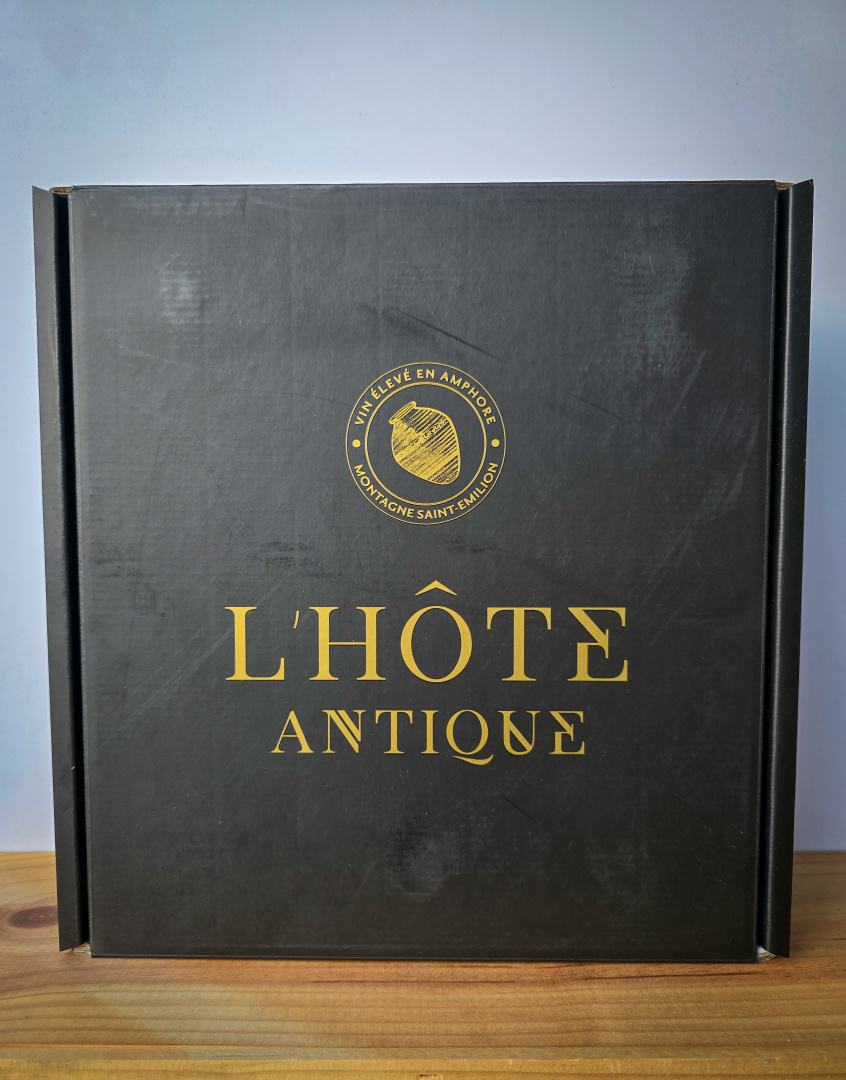 VIN ÉLEVÉ EN AMPHORE
MONTAGNE SAINT-EMILION
L'HÔTE
ANTIQUE